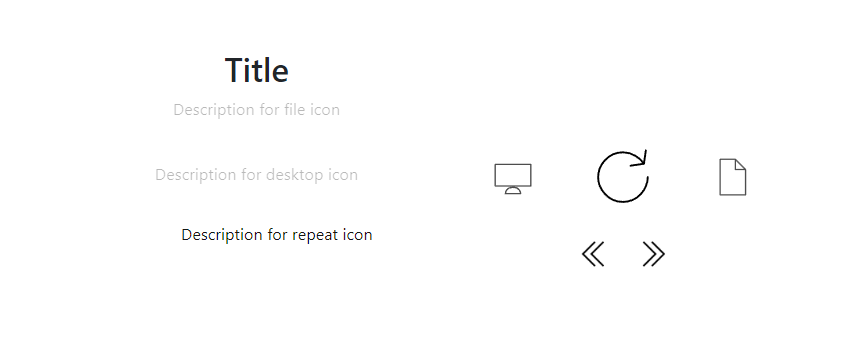 Title
Description for file icon
Description for desktop icon
Description for repeat icon